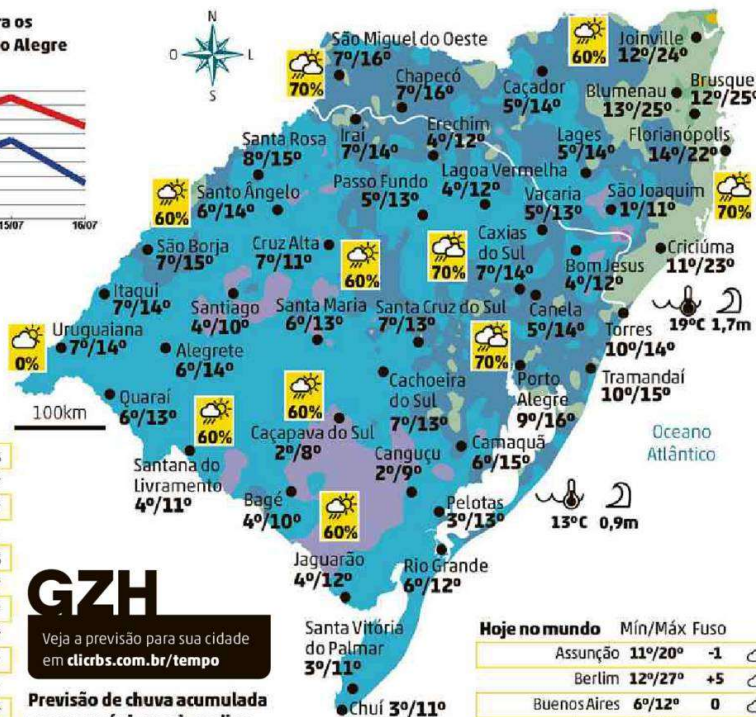 ra os
o Alegre
15/07
16/07
N
O
L
S
São Miguel do Oeste
7º/16º
70%
Chapecó
7º/16º
Caçador
5º/14º
60%
Joinville
12º/24º
Blumenau
13º/25º
Brusque
12º/25º
Florianópolis
14º/22º
70%
Iraí
7º/14º
Erechim
4º/12º
Lages
5º/14º
Santa Rosa
8º/15º
Lagoa Vermelha
4º/12º
Passo Fundo
5º/13º
Vacaria
5º/13º
São Joaquim
1º/11º
60%
Santo Ângelo
6º/14º
São Borja
7º/15º
Cruz Alta
7º/11º
60%
70%
Caxias
do Sul
7º/14º
Bom Jesus
4º/12º
Criciúma
11º/23º
Itaqui
7º/14º
Santiago
4º/10º
Santa Maria
6º/13º
Santa Cruz do Sul
7º/13º
Canela
5º/14º
19ºC 1,7m
Torres
10º/14º
0%
Uruguaiana
7º/14º
Alegrete
6º/14º
70%
Porto
Alegre
9º/16º
Tramandaí
10º/15º
Quaraí
6º/13º
100km
60%
60%
Cachoeira
do Sul
7º/13º
Caçapava do Sul
2º/8º
Camaquã
6º/15º
Oceano
Atlântico
Santana do
Livramento
4º/11º
Canguçu
2º/9º
Bagé
4º/10º
60%
Pelotas
3º/13º
13ºC 0,9m
Jaguarão
4º/12º
Rio Grande
6º/12º
Santa Vitória
do Palmar
3º/11º
Chuí 3º/11º
GZH
Veja a previsão para sua cidade
em clicrbs.com.br/tempo
Previsão de chuva acumulada
Hoje no mundo Mín/Máx Fuso
Assunção 11º/20º -1
Berlim 12º/27º +5
Buenos Aires 6º/12º 0